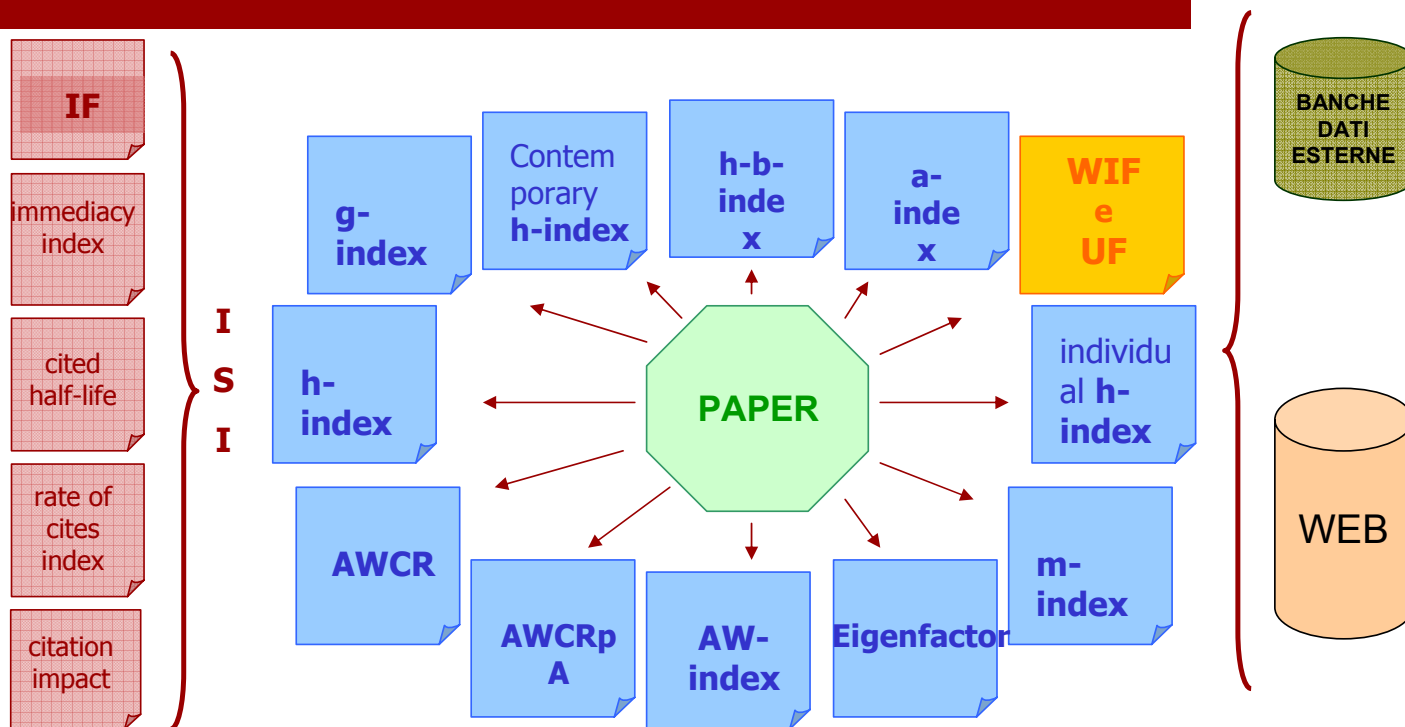 IF
immediacy
index
cited
half-life
rate of
cites
index
citation
impact
I
S
I
g-
index
Contem
porary
h-index
h-b-
inde
x
a-
inde
x
WIF
e
UF
h-
index
PAPER
individu
al h-
index
AWCR
AWCRp
A
AW-
index
Eigenfactor
m-
index
BANCHE
DATI
ESTERNE
WEB